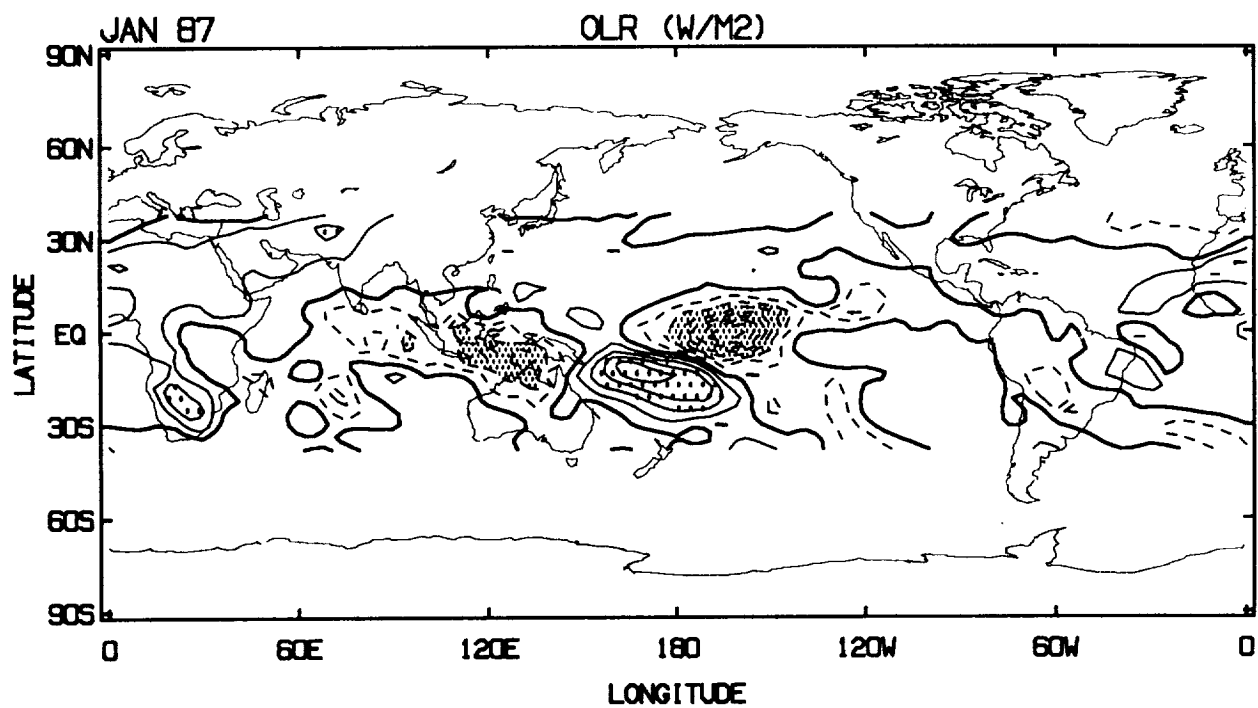 JAN 87 OLR (W/M2)
90N
60N
30N
EQ
30S
60S
90S
LATITUDE
0 60E 120E 180 120W 60W 0
LONGITUDE